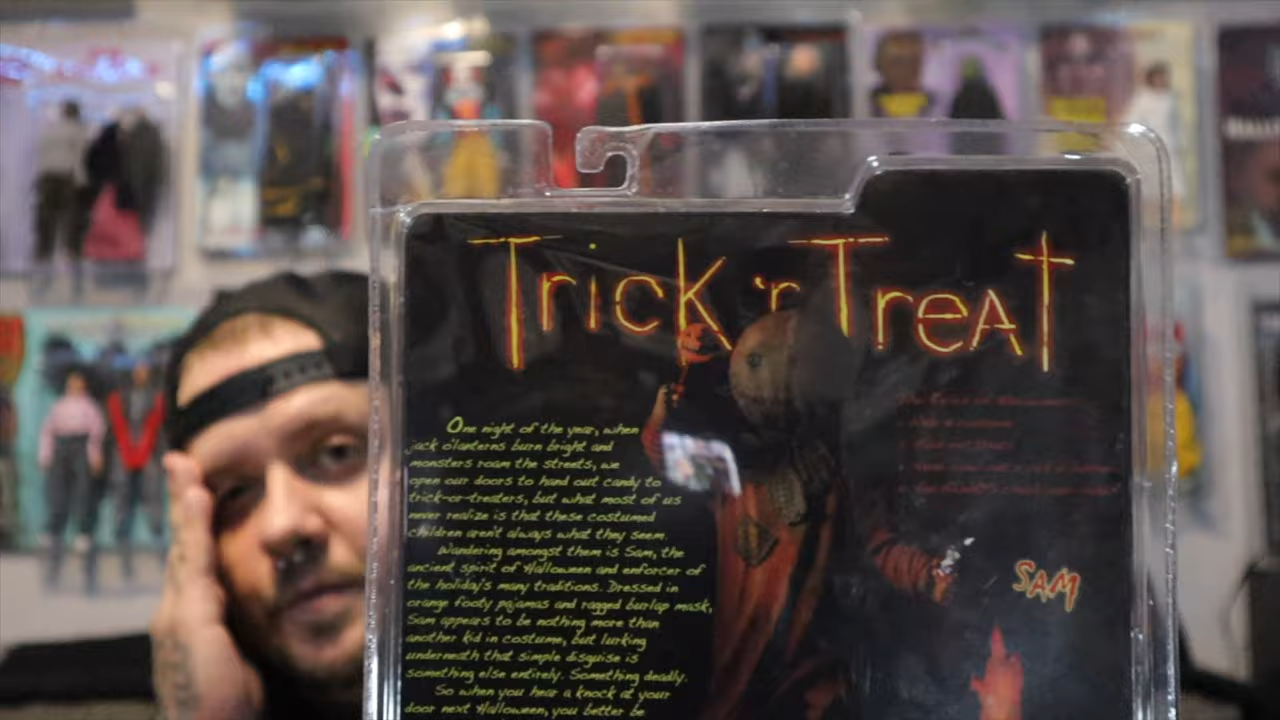 Trick 'r Treat
One night of the year, when
jack o'lanterns burn bright and
monsters roam the streets, we
open our doors to hand out candy to
trick-or-treaters, but what most of us
never realize is that these costumed
children aren't always what they seem.
Wandering amongst them is Sam, the
ancient spirit of Halloween and enforcer of
the holiday's many traditions. Dressed in
orange footy pajamas and ragged burlap mask,
Sam appears to be nothing more than
another kid in costume, but lurking
underneath that simple disguise is
something else entirely. Something deadly.
So when you hear a knock at your
door next Halloween, you better be
SAM